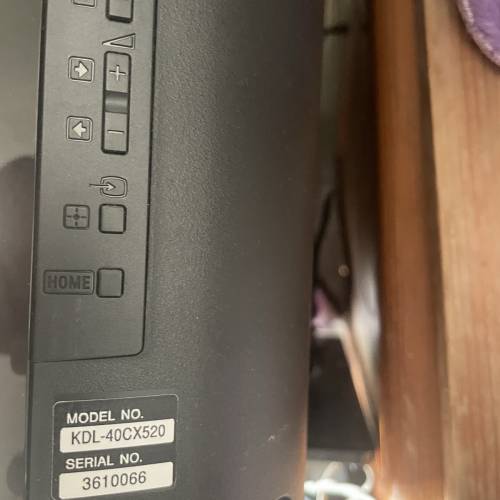 +
−
HOME
MODEL NO.
KDL-40CX520
SERIAL NO.
3610066